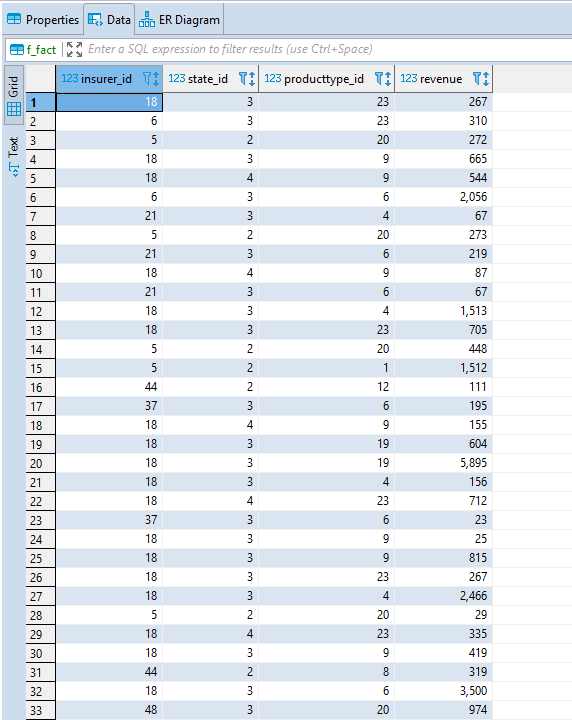 Properties Data ER Diagram
f_fact Enter a SQL expression to filter results (use Ctrl+Space)
Grid
Text
123 insurer_id 123 state_id 123 producttype_id 123 revenue
1 18 3 23 267
2 6 3 23 310
3 5 2 20 272
4 18 3 9 665
5 18 4 9 544
6 6 3 6 2,056
7 21 3 4 67
8 5 2 20 273
9 21 3 6 219
10 18 4 9 87
11 21 3 6 67
12 18 3 4 1,513
13 18 3 23 705
14 5 2 20 448
15 5 2 1 1,512
16 44 2 12 111
17 37 3 6 195
18 18 4 9 155
19 18 3 19 604
20 18 3 19 5,895
21 18 3 4 156
22 18 4 23 712
23 37 3 6 23
24 18 3 9 25
25 18 3 9 815
26 18 3 23 267
27 18 3 4 2,466
28 5 2 20 29
29 18 4 23 335
30 18 3 9 419
31 44 2 8 319
32 18 3 6 3,500
33 48 3 20 974